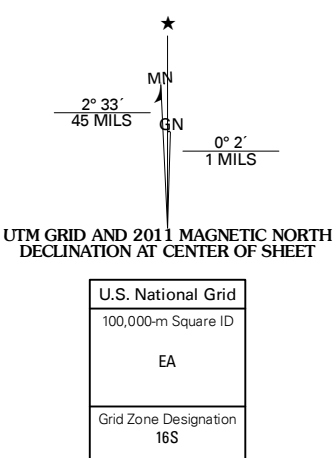 ★
MN
2° 33´
45 MILS
GN
0° 2´
1 MILS
UTM GRID AND 2011 MAGNETIC NORTH
DECLINATION AT CENTER OF SHEET
U.S. National Grid
100,000-m Square ID
EA
Grid Zone Designation
16S